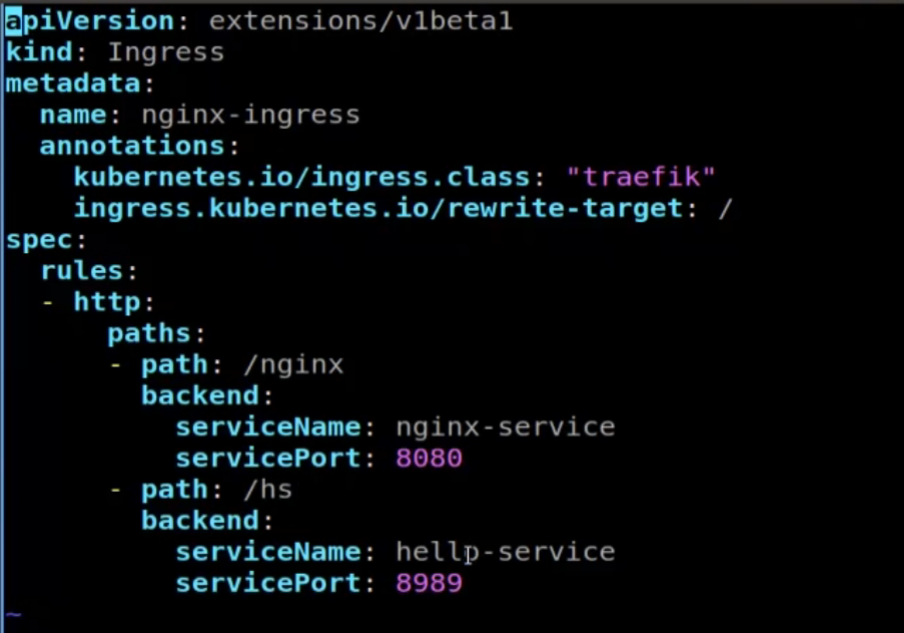 apiVersion: extensions/v1beta1
kind: Ingress
metadata:
  name: nginx-ingress
  annotations:
    kubernetes.io/ingress.class: "traefik"
    ingress.kubernetes.io/rewrite-target: /
spec:
  rules:
  - http:
      paths:
      - path: /nginx
        backend:
          serviceName: nginx-service
          servicePort: 8080
      - path: /hs
        backend:
          serviceName: hello-service
          servicePort: 8989
~